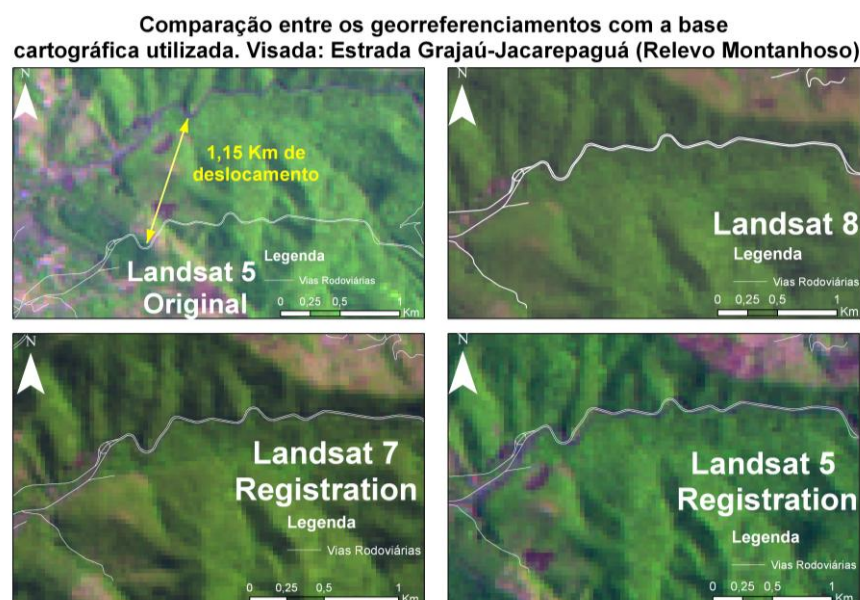 Comparação entre os georreferenciamentos com a base
cartográfica utilizada. Visada: Estrada Grajaú-Jacarepaguá (Relevo Montanhoso)
N
1,15 Km de
deslocamento
Landsat 5
Original
Legenda
Vias Rodoviárias
0 0,25 0,5 1
Km
N
Landsat 8
Legenda
Vias Rodoviárias
0 0,25 0,5 1
Km
N
Landsat 7
Registration
Legenda
Vias Rodoviárias
0 0,25 0,5 1
Km
N
Landsat 5
Registration
Legenda
Vias Rodoviárias
0 0,25 0,5 1
Km